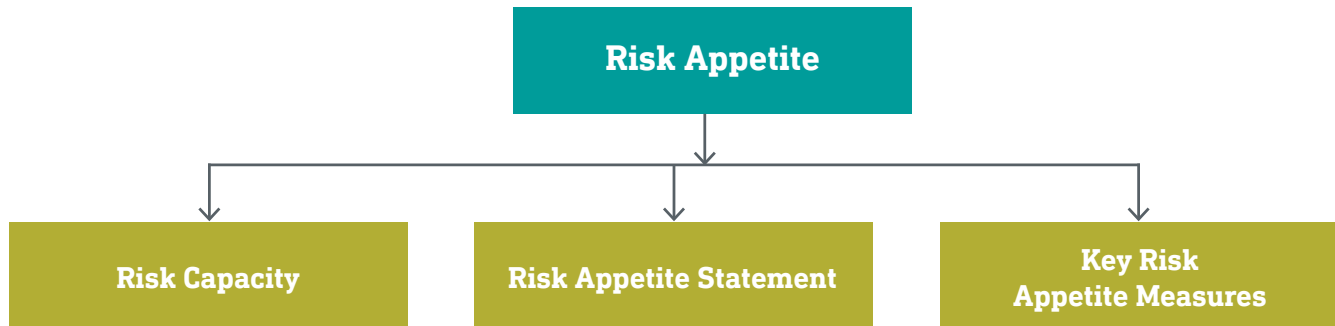 Risk Appetite
Risk Capacity
Risk Appetite Statement
Key Risk
Appetite Measures